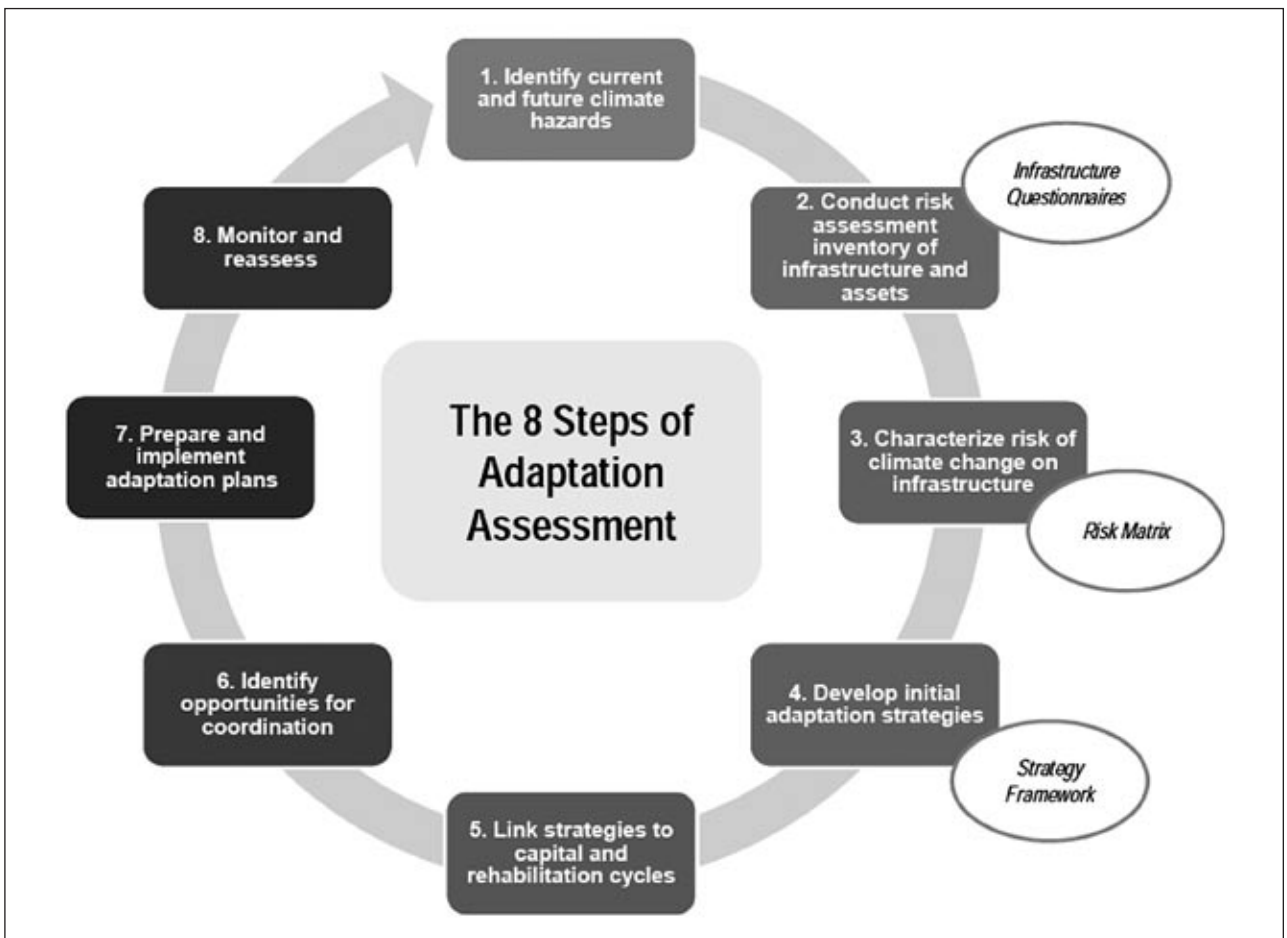 1. Identify current
and future climate
hazards
Infrastructure
Questionnaires
2. Conduct risk
assessment
inventory of
infrastructure and
assets
3. Characterize risk of
climate change on
infrastructure
Risk Matrix
4. Develop initial
adaptation strategies
Strategy
Framework
5. Link strategies to
capital and
rehabilitation cycles
6. Identify
opportunities for
coordination
7. Prepare and
implement
adaptation plans
8. Monitor and
reassess
The 8 Steps of
Adaptation
Assessment